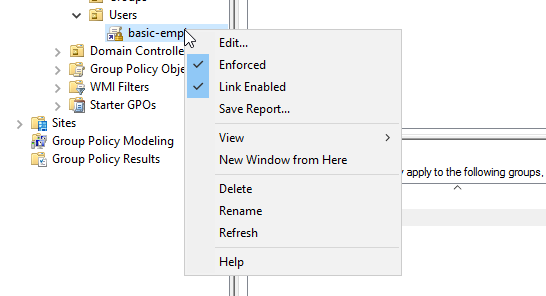 Users
basic-emp
Edit...
Domain Controlle
Enforced
Group Policy Obje
Link Enabled
WMI Filters
Save Report...
Starter GPOs
Sites
View
Group Policy Modeling
New Window from Here
Group Policy Results
y apply to the following groups,
Delete
Rename
Refresh
Help